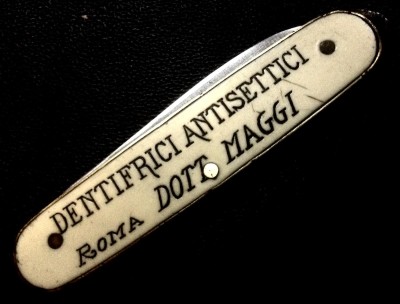 DENTIFRICI ANTISETTICI
ROMA DOTT. MAGGI